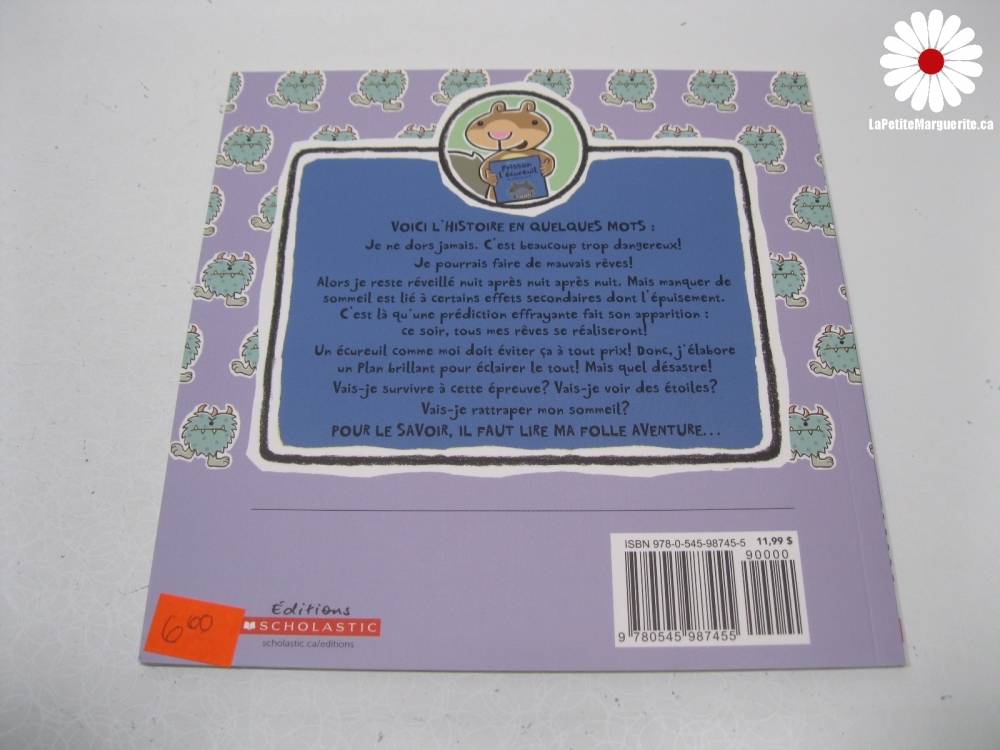 LaPetiteMarguerite.ca
Frisson
l'écureuil
VOICI L'HISTOIRE EN QUELQUES MOTS :
Je ne dors jamais. C'est beaucoup trop dangereux!
Je pourrais faire de mauvais rêves!
Alors je reste réveillé nuit après nuit après nuit. Mais manquer de
sommeil est lié à certains effets secondaires dont l'épuisement.
C'est là qu'une prédiction effrayante fait son apparition :
ce soir, tous mes rêves se réaliseront!
Un écureuil comme moi doit éviter ça à tout prix! Donc, j'élabore
un Plan brillant pour éclairer le tout! Mais quel désastre!
Vais-je survivre à cette épreuve? Vais-je voir des étoiles?
Vais-je rattraper mon sommeil?
POUR LE SAVOIR, IL FAUT LIRE MA FOLLE AVENTURE...
ISBN 978-0-545-98745-5 11,99 $
90000
9 780545 987455
6 00
Éditions
SCHOLASTIC
scholastic.ca/editions